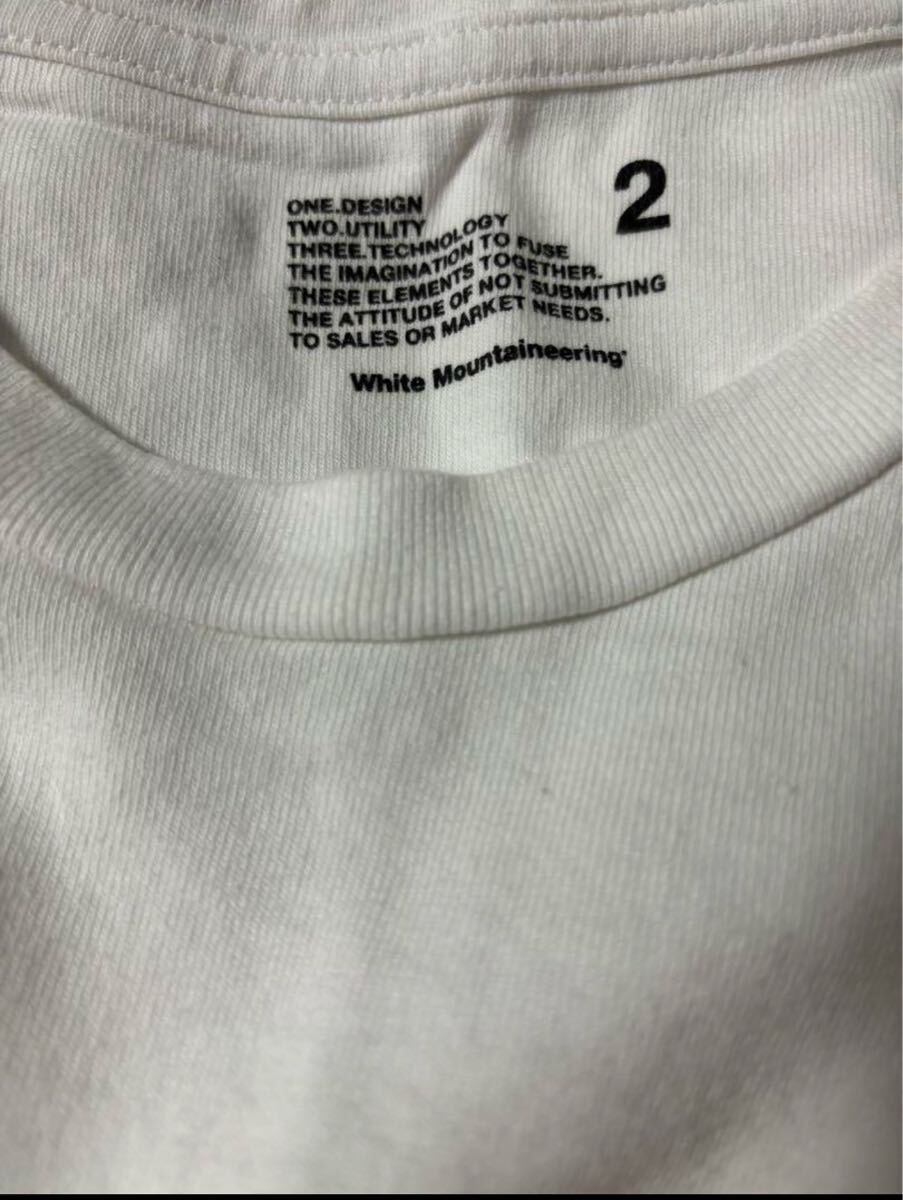 2
ONE.DESIGN
TWO.UTILITY
THREE.TECHNOLOGY
THE IMAGINATION TO FUSE
THESE ELEMENTS TOGETHER.
THE ATTITUDE OF NOT SUBMITTING
TO SALES OR MARKET NEEDS.
White Mountaineering